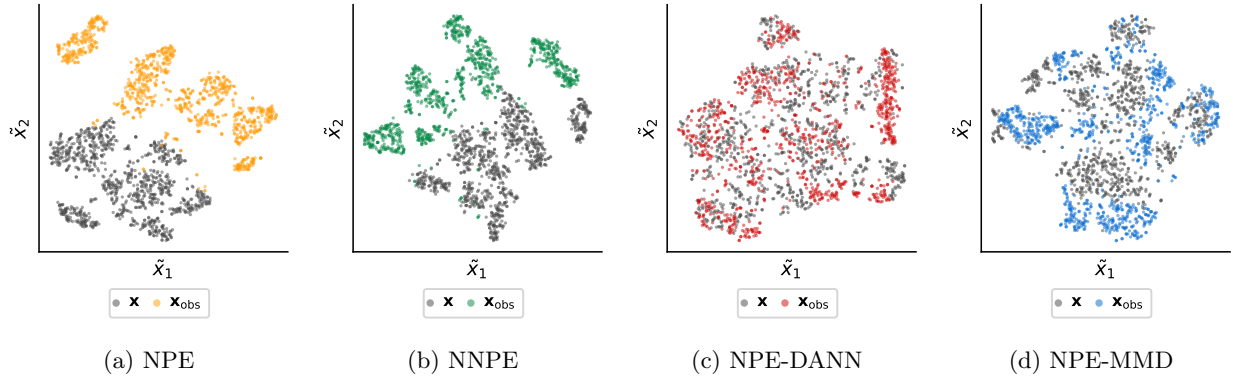 x̃₂
x̃₁
x x_obs
(a) NPE
x̃₂
x̃₁
x x_obs
(b) NNPE
x̃₂
x̃₁
x x_obs
(c) NPE-DANN
x̃₂
x̃₁
x x_obs
(d) NPE-MMD